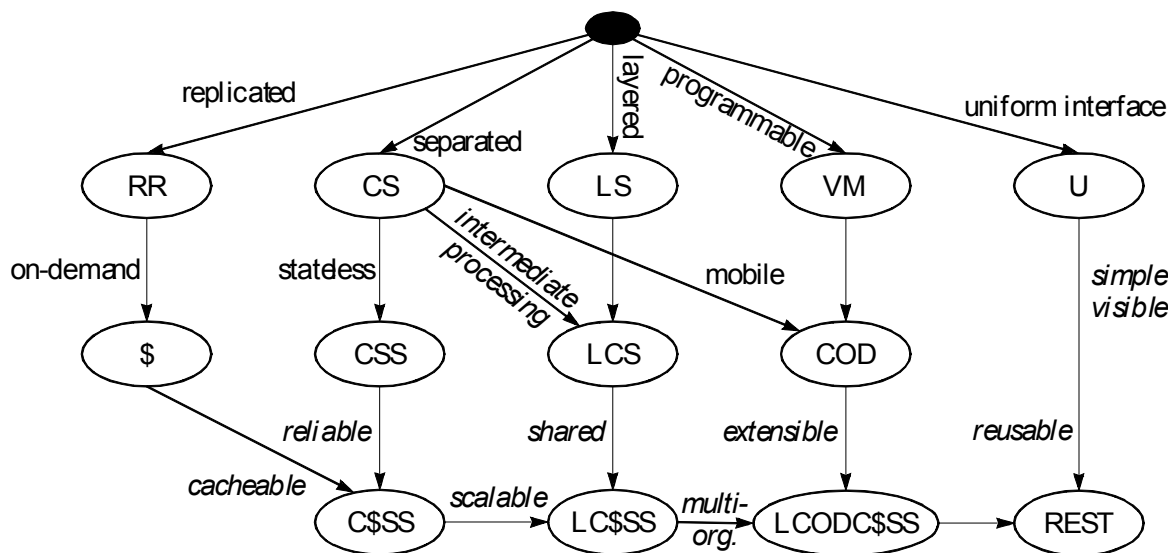 replicated
separated
layered
programmable
uniform interface
RR
CS
LS
VM
U
on-demand
stateless
intermediate
processing
mobile
simple
visible
$
CSS
LCS
COD
cacheable
reliable
shared
extensible
reusable
C$SS
scalable
LC$SS
multi-
org.
LCODC$SS
REST